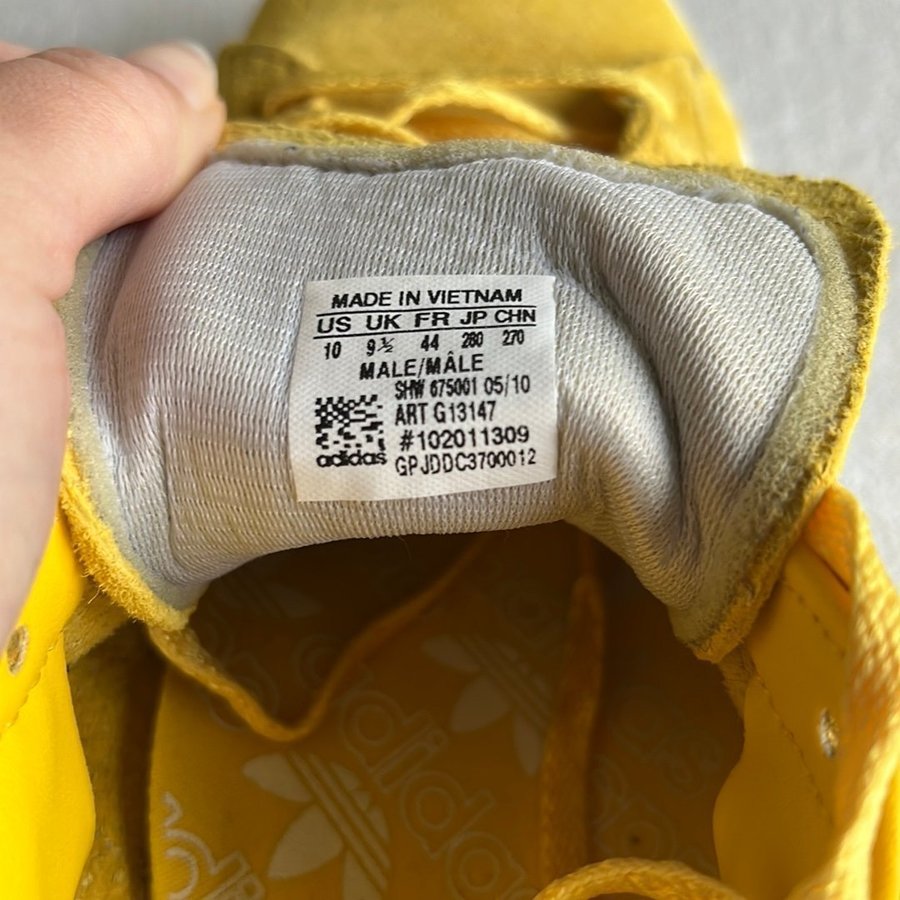 MADE IN VIETNAM
US UK FR JP CHN
10 9½ 44 280 270
MALE/MÂLE
SHW 675001 05/10
ART G13147
#102011309
adidas GPJDDC3700012
adidas